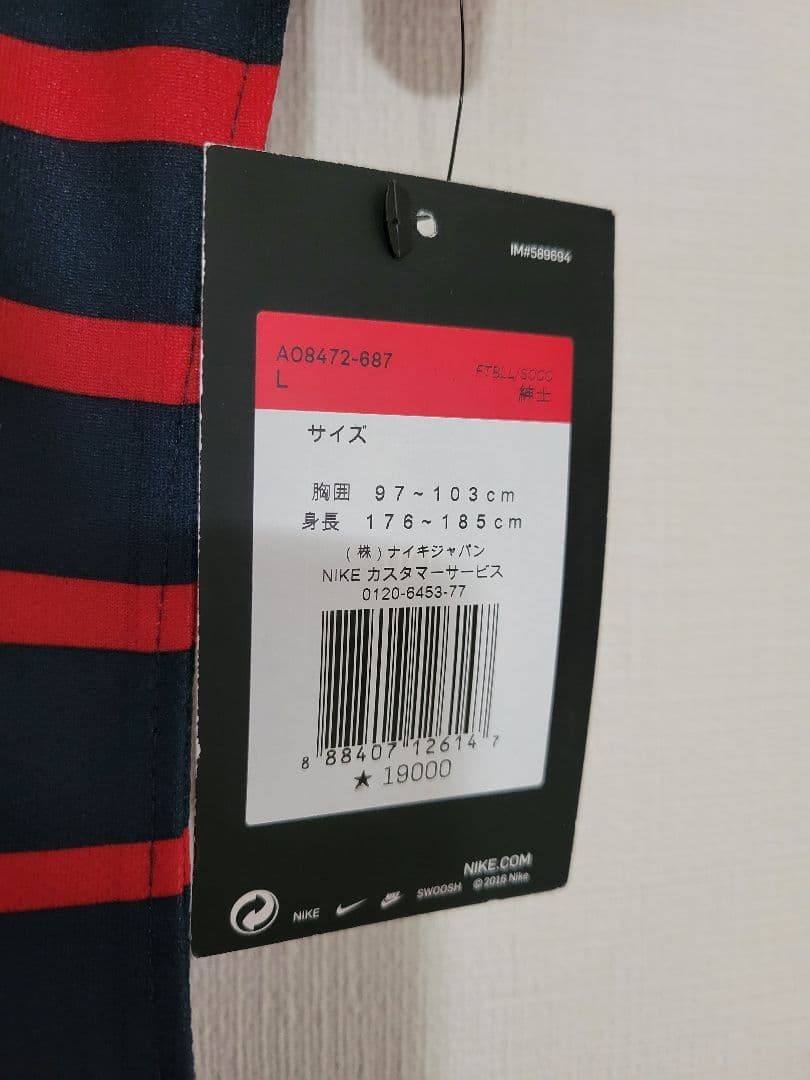 IM#589694
AO8472-687
L
FTBLL/SOCC
紳士
サイズ
胸囲 97~103cm
身長 176~185cm
(株)ナイキジャパン
NIKE カスタマーサービス
0120-6453-77
8 88407 12614 7
★ 19000
NIKE.COM
©2016 Nike
NIKE
SWOOSH